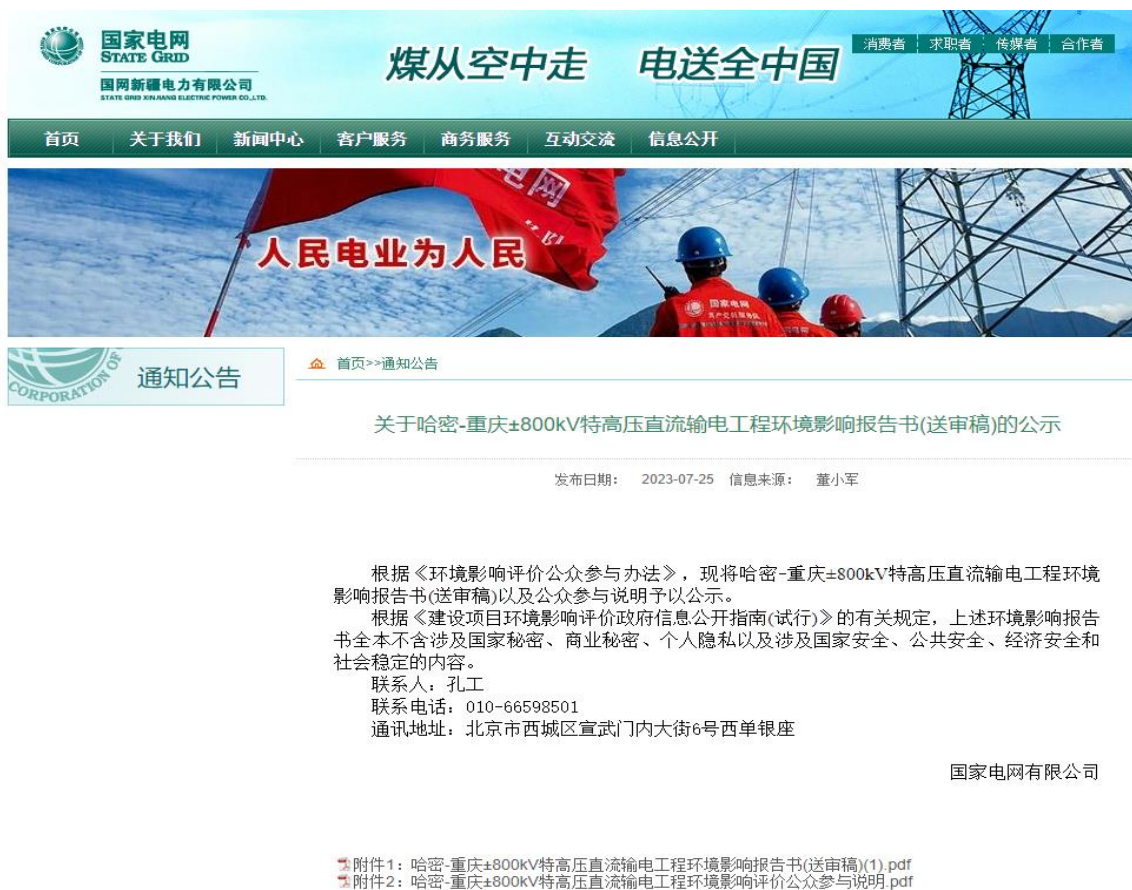 国家电网
STATE GRID
国网新疆电力有限公司
STATE GRID XINJIANG ELECTRIC POWER CO.,LTD.
煤从空中走 电送全中国
消费者 求职者 传媒者 合作者
首页 关于我们 新闻中心 客户服务 商务服务 互动交流 信息公开
电网
人民电业为人民
国家电网
CORPORATION OF
通知公告
首页>>通知公告
关于哈密-重庆±800kV特高压直流输电工程环境影响报告书(送审稿)的公示
发布日期： 2023-07-25 信息来源： 董小军
根据《环境影响评价公众参与办法》，现将哈密-重庆±800kV特高压直流输电工程环境
影响报告书(送审稿)以及公众参与说明予以公示。
根据《建设项目环境影响评价政府信息公开指南(试行)》的有关规定，上述环境影响报告
书全本不含涉及国家秘密、商业秘密、个人隐私以及涉及国家安全、公共安全、经济安全和
社会稳定的内容。
联系人：孔工
联系电话：010-66598501
通讯地址：北京市西城区宣武门内大街6号西单银座
国家电网有限公司
附件1：哈密-重庆±800kV特高压直流输电工程环境影响报告书(送审稿)(1).pdf
附件2：哈密-重庆±800kV特高压直流输电工程环境影响评价公众参与说明.pdf